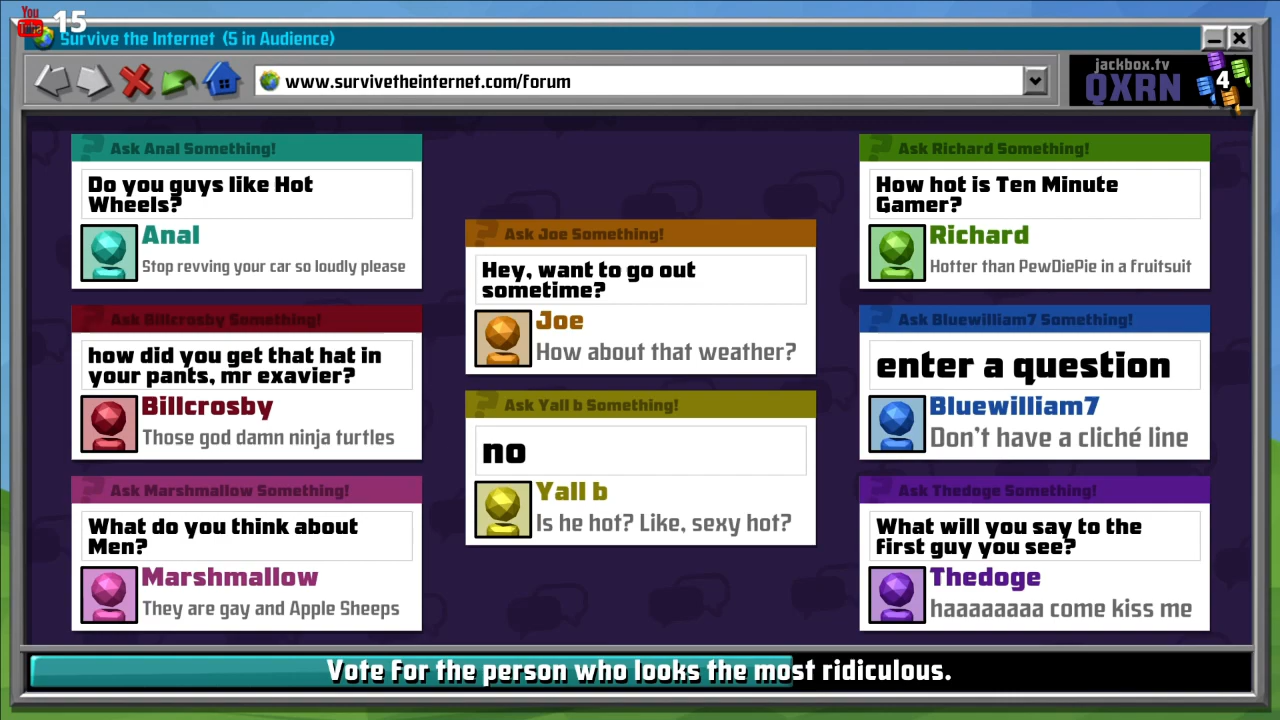 You
Tube
15
Survive the Internet (5 in Audience)
www.survivetheinternet.com/forum
jackbox.tv
QXRN
4
Ask Anal Something!
Do you guys like Hot
Wheels?
Anal
Stop revving your car so loudly please
Ask Billcrosby Something!
how did you get that hat in
your pants, mr exavier?
Billcrosby
Those god damn ninja turtles
Ask Marshmallow Something!
What do you think about
Men?
Marshmallow
They are gay and Apple Sheeps
Ask Joe Something!
Hey, want to go out
sometime?
Joe
How about that weather?
Ask Yall b Something!
no
Yall b
Is he hot? Like, sexy hot?
Ask Richard Something!
How hot is Ten Minute
Gamer?
Richard
Hotter than PewDiePie in a fruitsuit
Ask Bluewilliam7 Something!
enter a question
Bluewilliam7
Don't have a cliché line
Ask Thedoge Something!
What will you say to the
First guy you see?
Thedoge
haaaaaaaa come kiss me
Vote for the person who looks the most ridiculous.